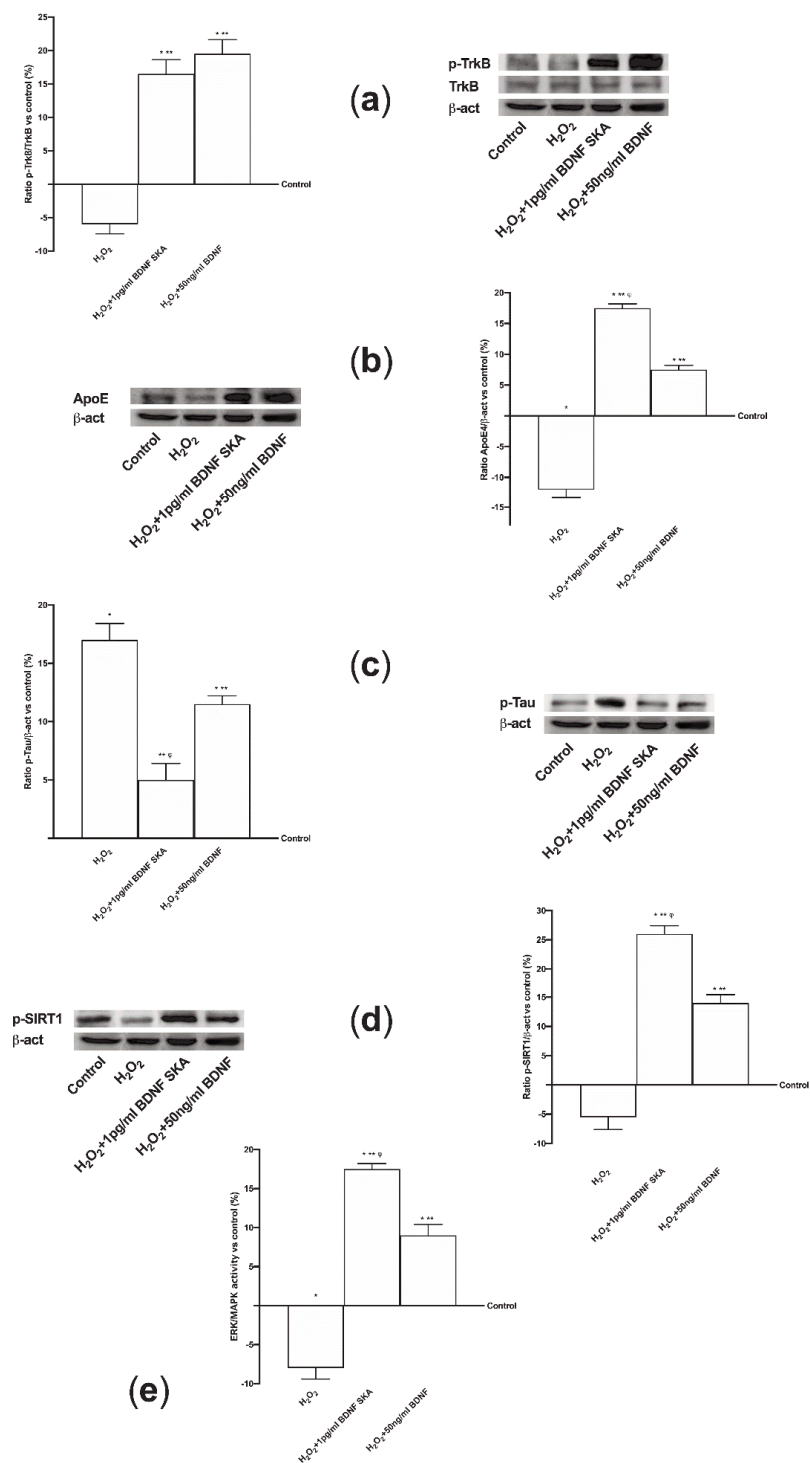 Ratio p-TrkB/TrkB vs control (%)
25
20
15
10
5
-5
-10
* **
* **
Control
H₂O₂
H₂O₂+1pg/ml BDNF SKA
H₂O₂+50ng/ml BDNF
(a)
p-TrkB
TrkB
β-act
Control
H₂O₂
H₂O₂+1pg/ml BDNF SKA
H₂O₂+50ng/ml BDNF
(b)
ApoE
β-act
Control
H₂O₂
H₂O₂+1pg/ml BDNF SKA
H₂O₂+50ng/ml BDNF
Ratio ApoE4/β-act vs control (%)
20
15
10
5
-5
-10
-15
*
* ** φ
* **
Control
H₂O₂
H₂O₂+1pg/ml BDNF SKA
H₂O₂+50ng/ml BDNF
Ratio p-Tau/β-act vs control (%)
20
15
10
5
*
** φ
* **
Control
H₂O₂
H₂O₂+1pg/ml BDNF SKA
H₂O₂+50ng/ml BDNF
(c)
p-Tau
β-act
Control
H₂O₂
H₂O₂+1pg/ml BDNF SKA
H₂O₂+50ng/ml BDNF
p-SIRT1
β-act
Control
H₂O₂
H₂O₂+1pg/ml BDNF SKA
H₂O₂+50ng/ml BDNF
(d)
Ratio p-SIRT1/β-act vs control (%)
30
25
20
15
10
5
-5
-10
* ** φ
* **
Control
H₂O₂
H₂O₂+1pg/ml BDNF SKA
H₂O₂+50ng/ml BDNF
(e)
ERK/MAPK activity vs control (%)
20
15
10
5
-5
-10
*
* ** φ
* **
Control
H₂O₂
H₂O₂+1pg/ml BDNF SKA
H₂O₂+50ng/ml BDNF